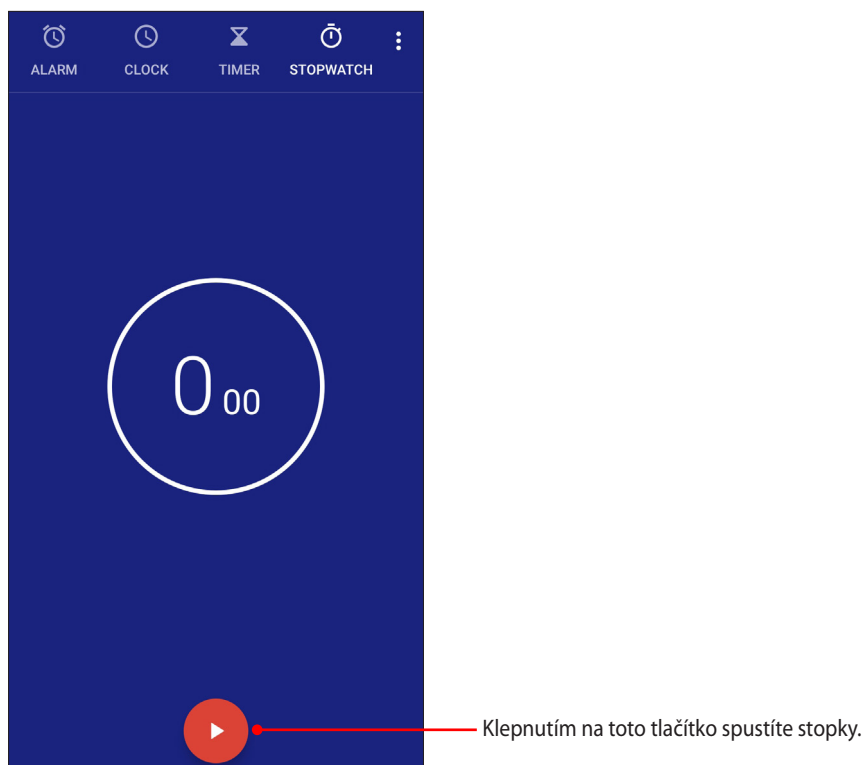 ALARM CLOCK TIMER STOPWATCH
0 00
Klepnutím na toto tlačítko spustíte stopky.